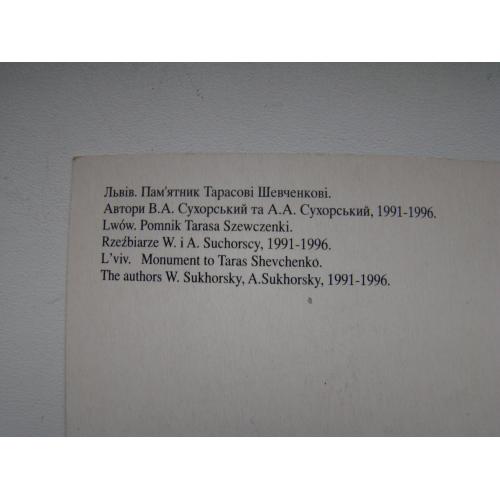 Львів. Пам'ятник Тарасові Шевченкові.
Автори В.А. Сухорський та А.А. Сухорський, 1991-1996.
Lwów. Pomnik Tarasa Szewczenki.
Rzeźbiarze W. i A. Suchorscy, 1991-1996.
L'viv. Monument to Taras Shevchenko.
The authors W. Sukhorsky, A.Sukhorsky, 1991-1996.